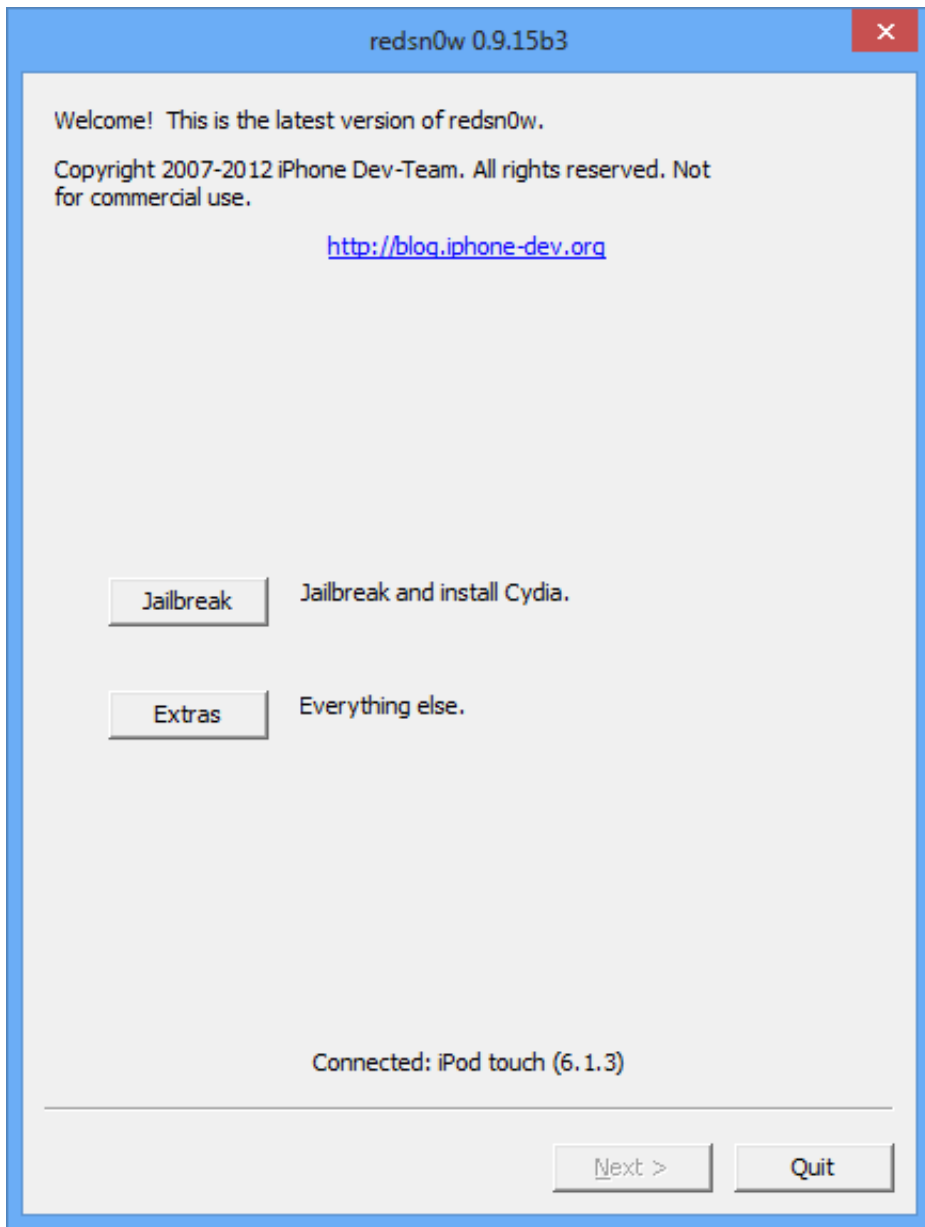 redsn0w 0.9.15b3
×
Welcome! This is the latest version of redsn0w.
Copyright 2007-2012 iPhone Dev-Team. All rights reserved. Not
for commercial use.
http://blog.iphone-dev.org
Jailbreak
Jailbreak and install Cydia.
Extras
Everything else.
Connected: iPod touch (6.1.3)
Next >
Quit